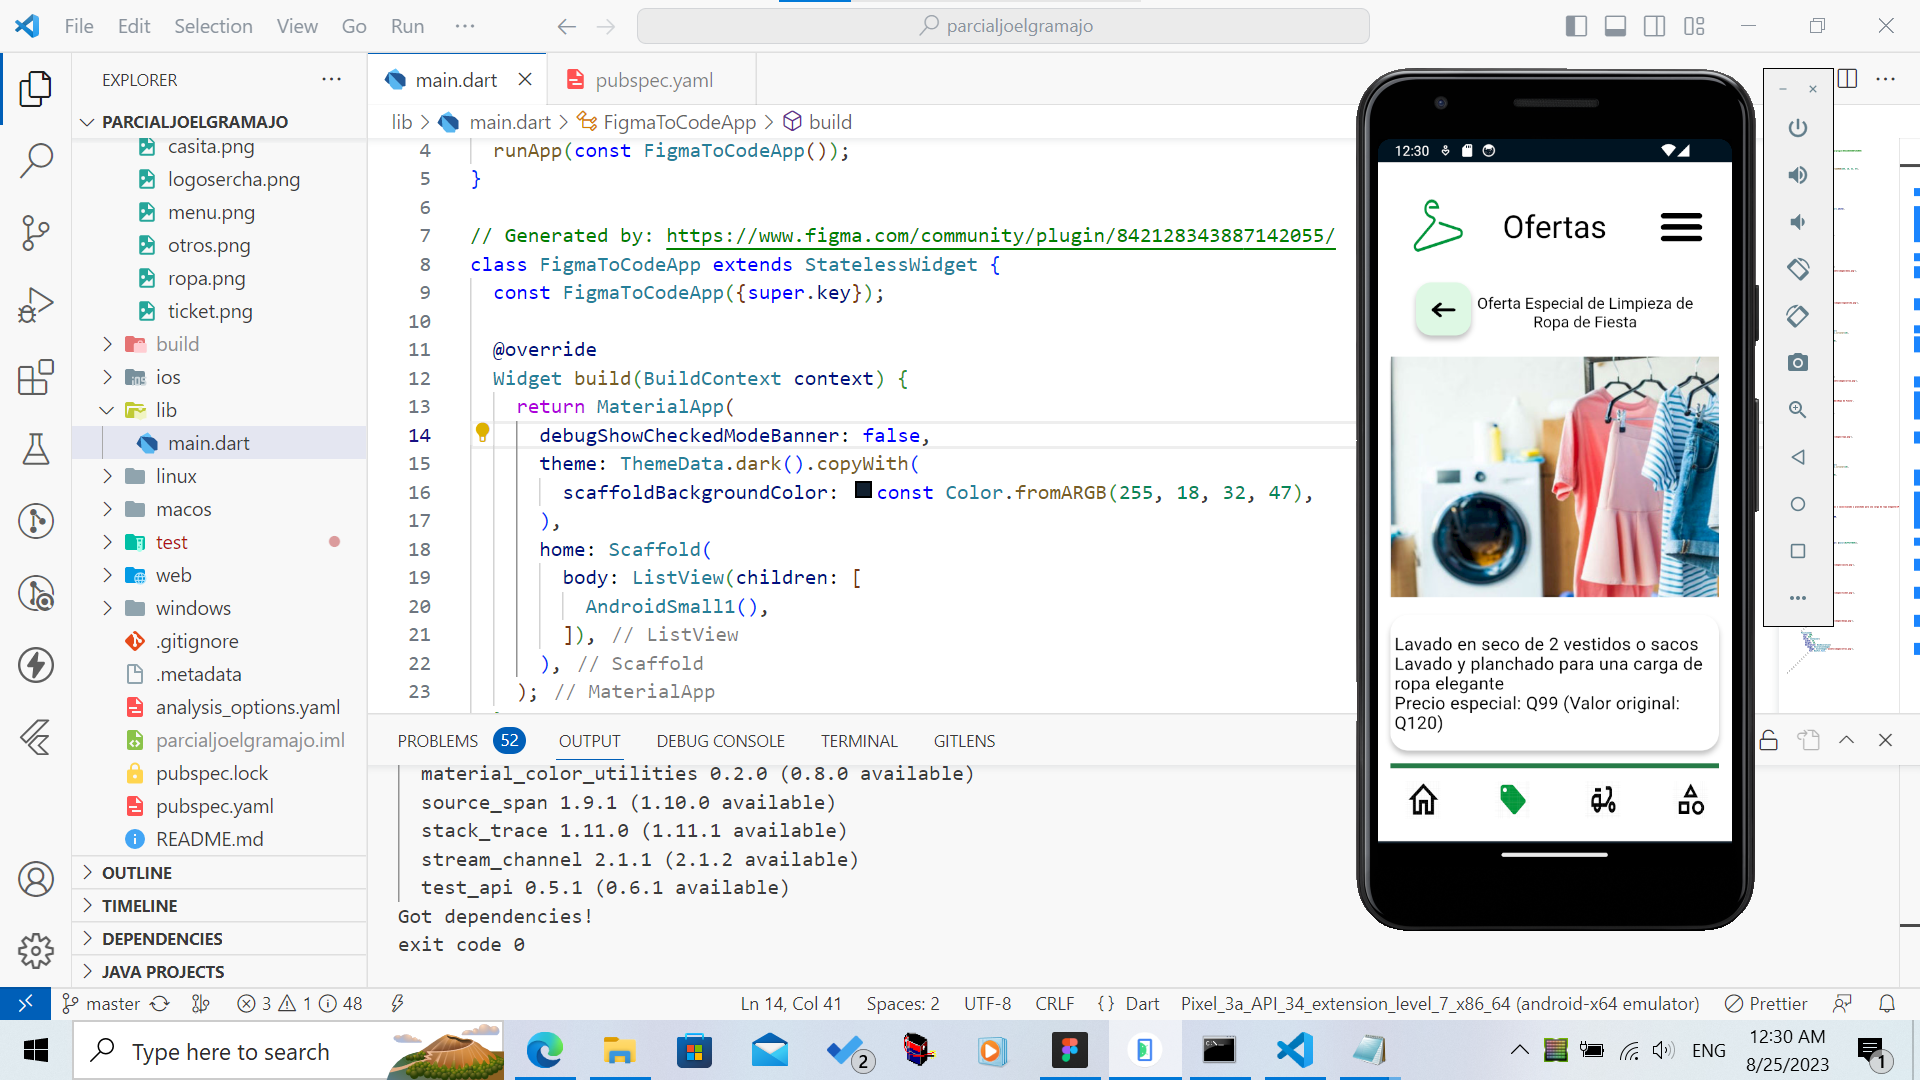 File Edit Selection View Go Run ···
parcialjoelgramajo
EXPLORER
PARCIALJOELGRAMAJO
casita.png
logosercha.png
menu.png
otros.png
ropa.png
ticket.png
build
ios
lib
main.dart
linux
macos
test
web
windows
.gitignore
.metadata
analysis_options.yaml
parcialjoelgramajo.iml
pubspec.lock
pubspec.yaml
README.md
OUTLINE
TIMELINE
DEPENDENCIES
JAVA PROJECTS
main.dart
pubspec.yaml
lib > main.dart > FigmaToCodeApp > build
4 runApp(const FigmaToCodeApp());
5 }
6
7 // Generated by: https://www.figma.com/community/plugin/842128343887142055/
8 class FigmaToCodeApp extends StatelessWidget {
9 const FigmaToCodeApp({super.key});
10
11 @override
12 Widget build(BuildContext context) {
13 return MaterialApp(
14 debugShowCheckedModeBanner: false,
15 theme: ThemeData.dark().copyWith(
16 scaffoldBackgroundColor: const Color.fromARGB(255, 18, 32, 47),
17 ),
18 home: Scaffold(
19 body: ListView(children: [
20 AndroidSmall1(),
21 ]), // ListView
22 ), // Scaffold
23 ); // MaterialApp
PROBLEMS 52 OUTPUT DEBUG CONSOLE TERMINAL GITLENS
material_color_utilities 0.2.0 (0.8.0 available)
source_span 1.9.1 (1.10.0 available)
stack_trace 1.11.0 (1.11.1 available)
stream_channel 2.1.1 (2.1.2 available)
test_api 0.5.1 (0.6.1 available)
Got dependencies!
exit code 0
12:30
Ofertas
Oferta Especial de Limpieza de
Ropa de Fiesta
Lavado en seco de 2 vestidos o sacos
Lavado y planchado para una carga de
ropa elegante
Precio especial: Q99 (Valor original:
Q120)
master 3 1 48 Ln 14, Col 41 Spaces: 2 UTF-8 CRLF {} Dart Pixel_3a_API_34_extension_level_7_x86_64 (android-x64 emulator) Prettier
Type here to search
2
ENG
12:30 AM
8/25/2023
1